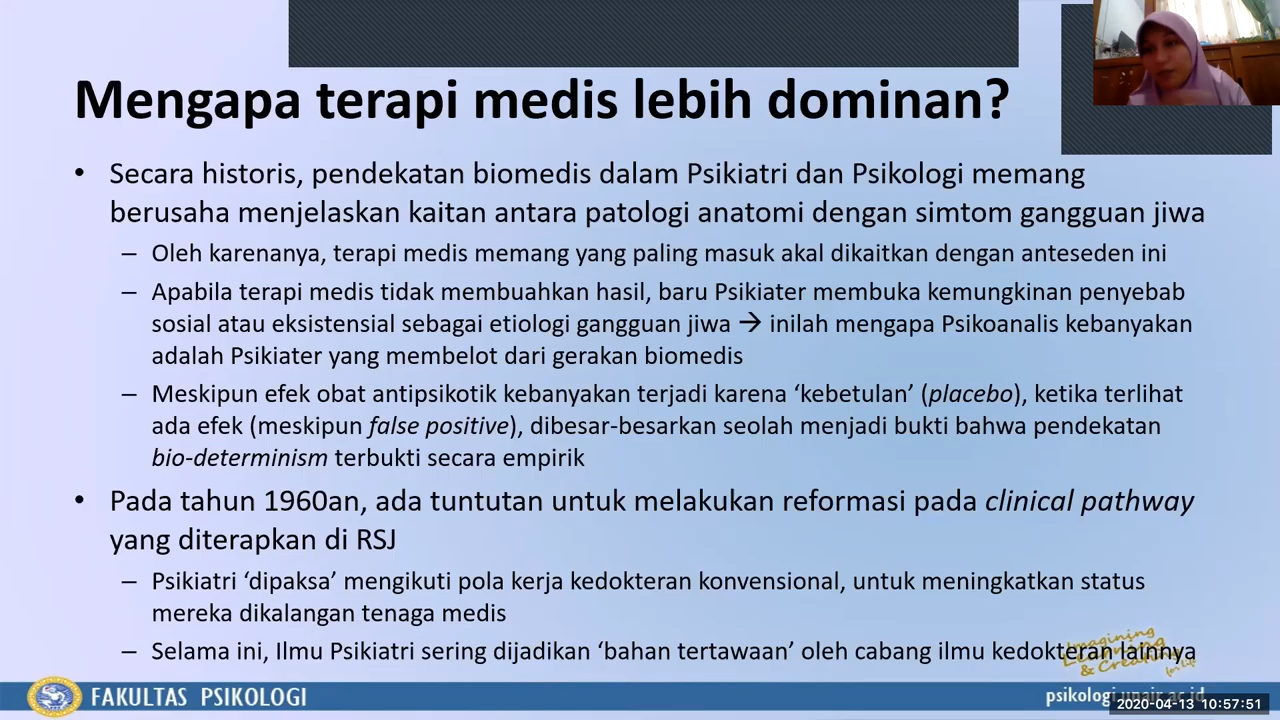 Mengapa terapi medis lebih dominan?
• Secara historis, pendekatan biomedis dalam Psikiatri dan Psikologi memang
berusaha menjelaskan kaitan antara patologi anatomi dengan simtom gangguan jiwa
– Oleh karenanya, terapi medis memang yang paling masuk akal dikaitkan dengan anteseden ini
– Apabila terapi medis tidak membuahkan hasil, baru Psikiater membuka kemungkinan penyebab
sosial atau eksistensial sebagai etiologi gangguan jiwa → inilah mengapa Psikoanalis kebanyakan
adalah Psikiater yang membelot dari gerakan biomedis
– Meskipun efek obat antipsikotik kebanyakan terjadi karena ‘kebetulan’ (placebo), ketika terlihat
ada efek (meskipun false positive), dibesar-besarkan seolah menjadi bukti bahwa pendekatan
bio-determinism terbukti secara empirik
• Pada tahun 1960an, ada tuntutan untuk melakukan reformasi pada clinical pathway
yang diterapkan di RSJ
– Psikiatri ‘dipaksa’ mengikuti pola kerja kedokteran konvensional, untuk meningkatkan status
mereka dikalangan tenaga medis
– Selama ini, Ilmu Psikiatri sering dijadikan ‘bahan tertawaan’ oleh cabang ilmu kedokteran lainnya
Imagining
Learning
& Creating
FAKULTAS PSIKOLOGI
psikologi.unair.ac.id
2020-04-13 10:57:51